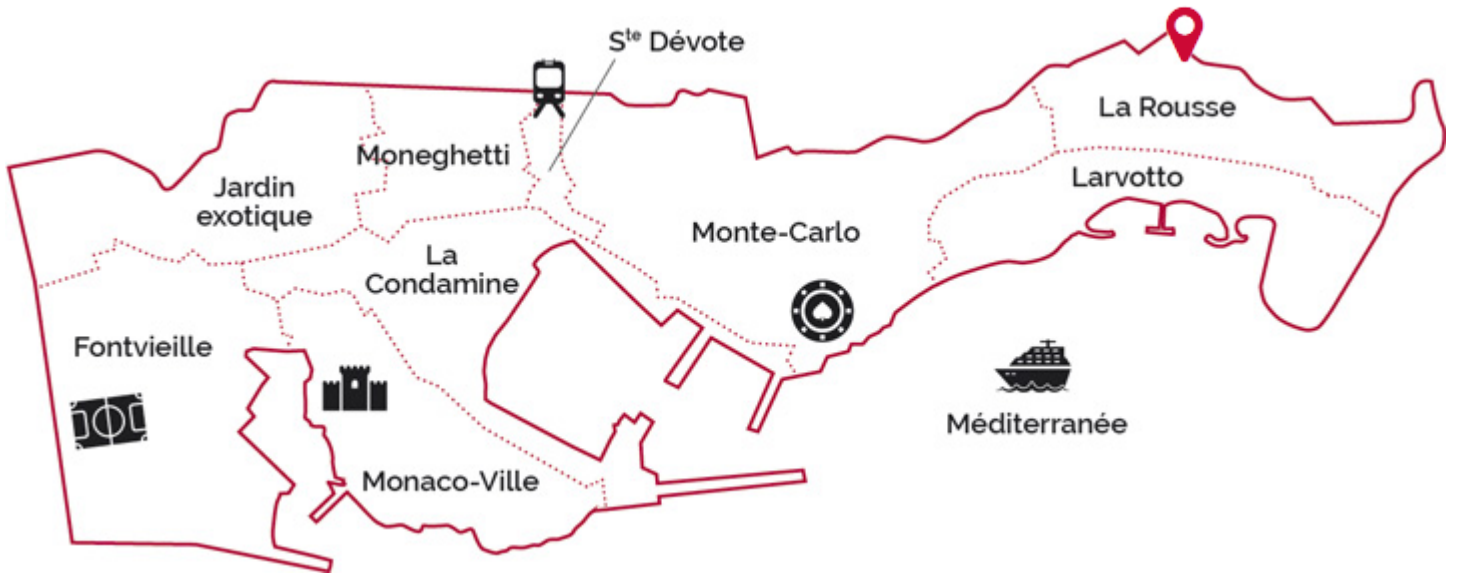 Sᵗᵉ Dévote
La Rousse
Moneghetti
Larvotto
Jardin
exotique
Monte-Carlo
La
Condamine
Fontvieille
Méditerranée
Monaco-Ville